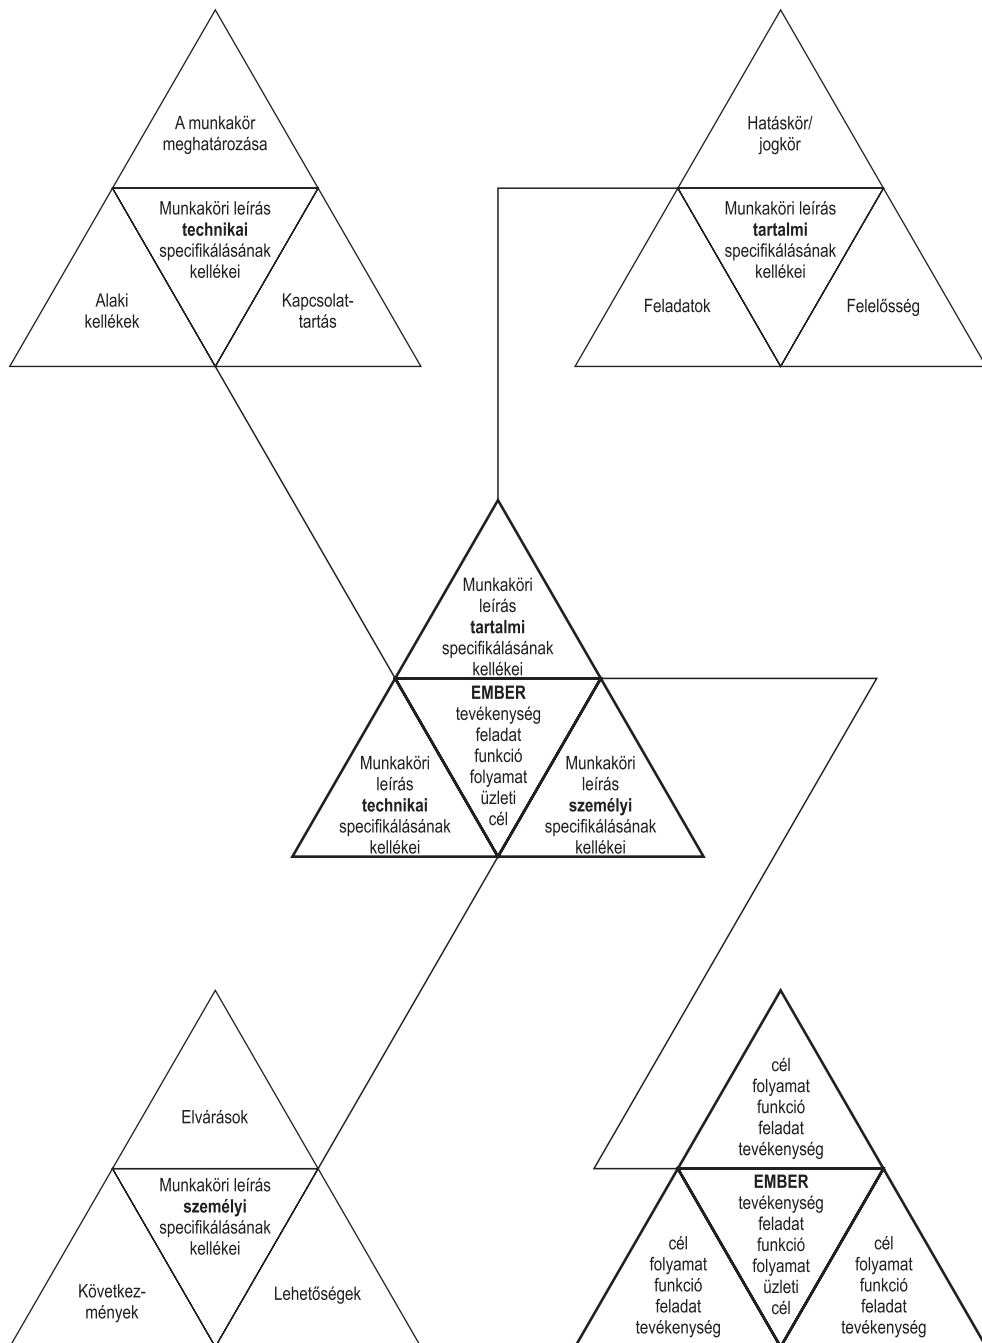 A munkakör
meghatározása
Munkaköri leírás
technikai
specifikálásának
kellékei
Alaki
kellékek
Kapcsolat-
tartás
Hatáskör/
jogkör
Munkaköri leírás
tartalmi
specifikálásának
kellékei
Feladatok
Felelősség
Munkaköri
leírás
tartalmi
specifikálásának
kellékei
EMBER
tevékenység
feladat
funkció
folyamat
üzleti
cél
Munkaköri
leírás
technikai
specifikálásának
kellékei
Munkaköri
leírás
személyi
specifikálásának
kellékei
Elvárások
Munkaköri leírás
személyi
specifikálásának
kellékei
Következ-
mények
Lehetőségek
cél
folyamat
funkció
feladat
tevékenység
EMBER
tevékenység
feladat
funkció
folyamat
üzleti
cél
cél
folyamat
funkció
feladat
tevékenység
cél
folyamat
funkció
feladat
tevékenység